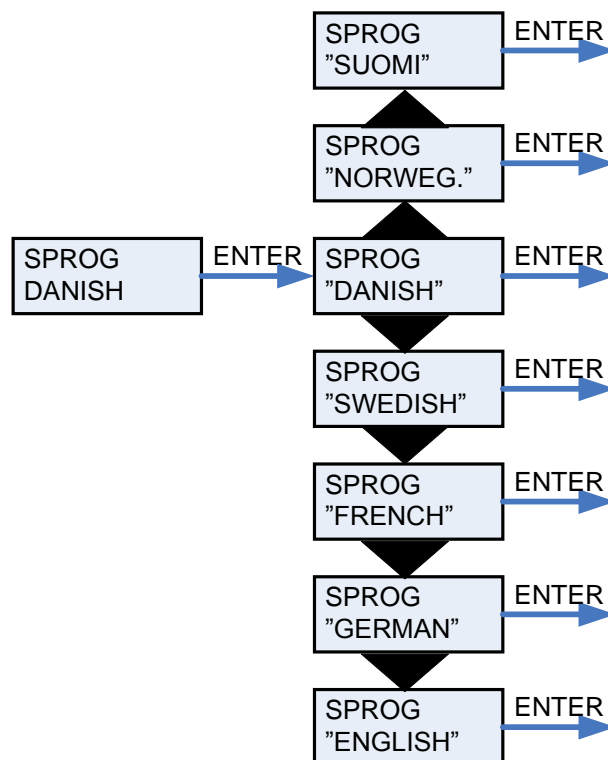 SPROG
”SUOMI”
ENTER
SPROG
”NORWEG.”
ENTER
SPROG
DANISH
ENTER
SPROG
”DANISH”
ENTER
SPROG
”SWEDISH”
ENTER
SPROG
”FRENCH”
ENTER
SPROG
”GERMAN”
ENTER
SPROG
”ENGLISH”
ENTER